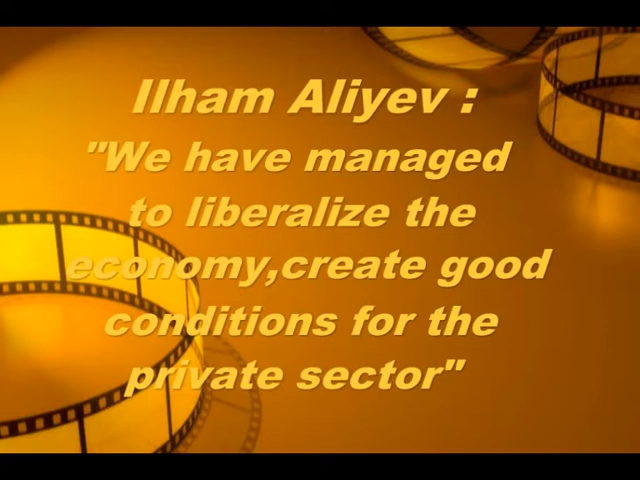 Ilham Aliyev :
"We have managed
to liberalize the
economy,create good
conditions for the
private sector"